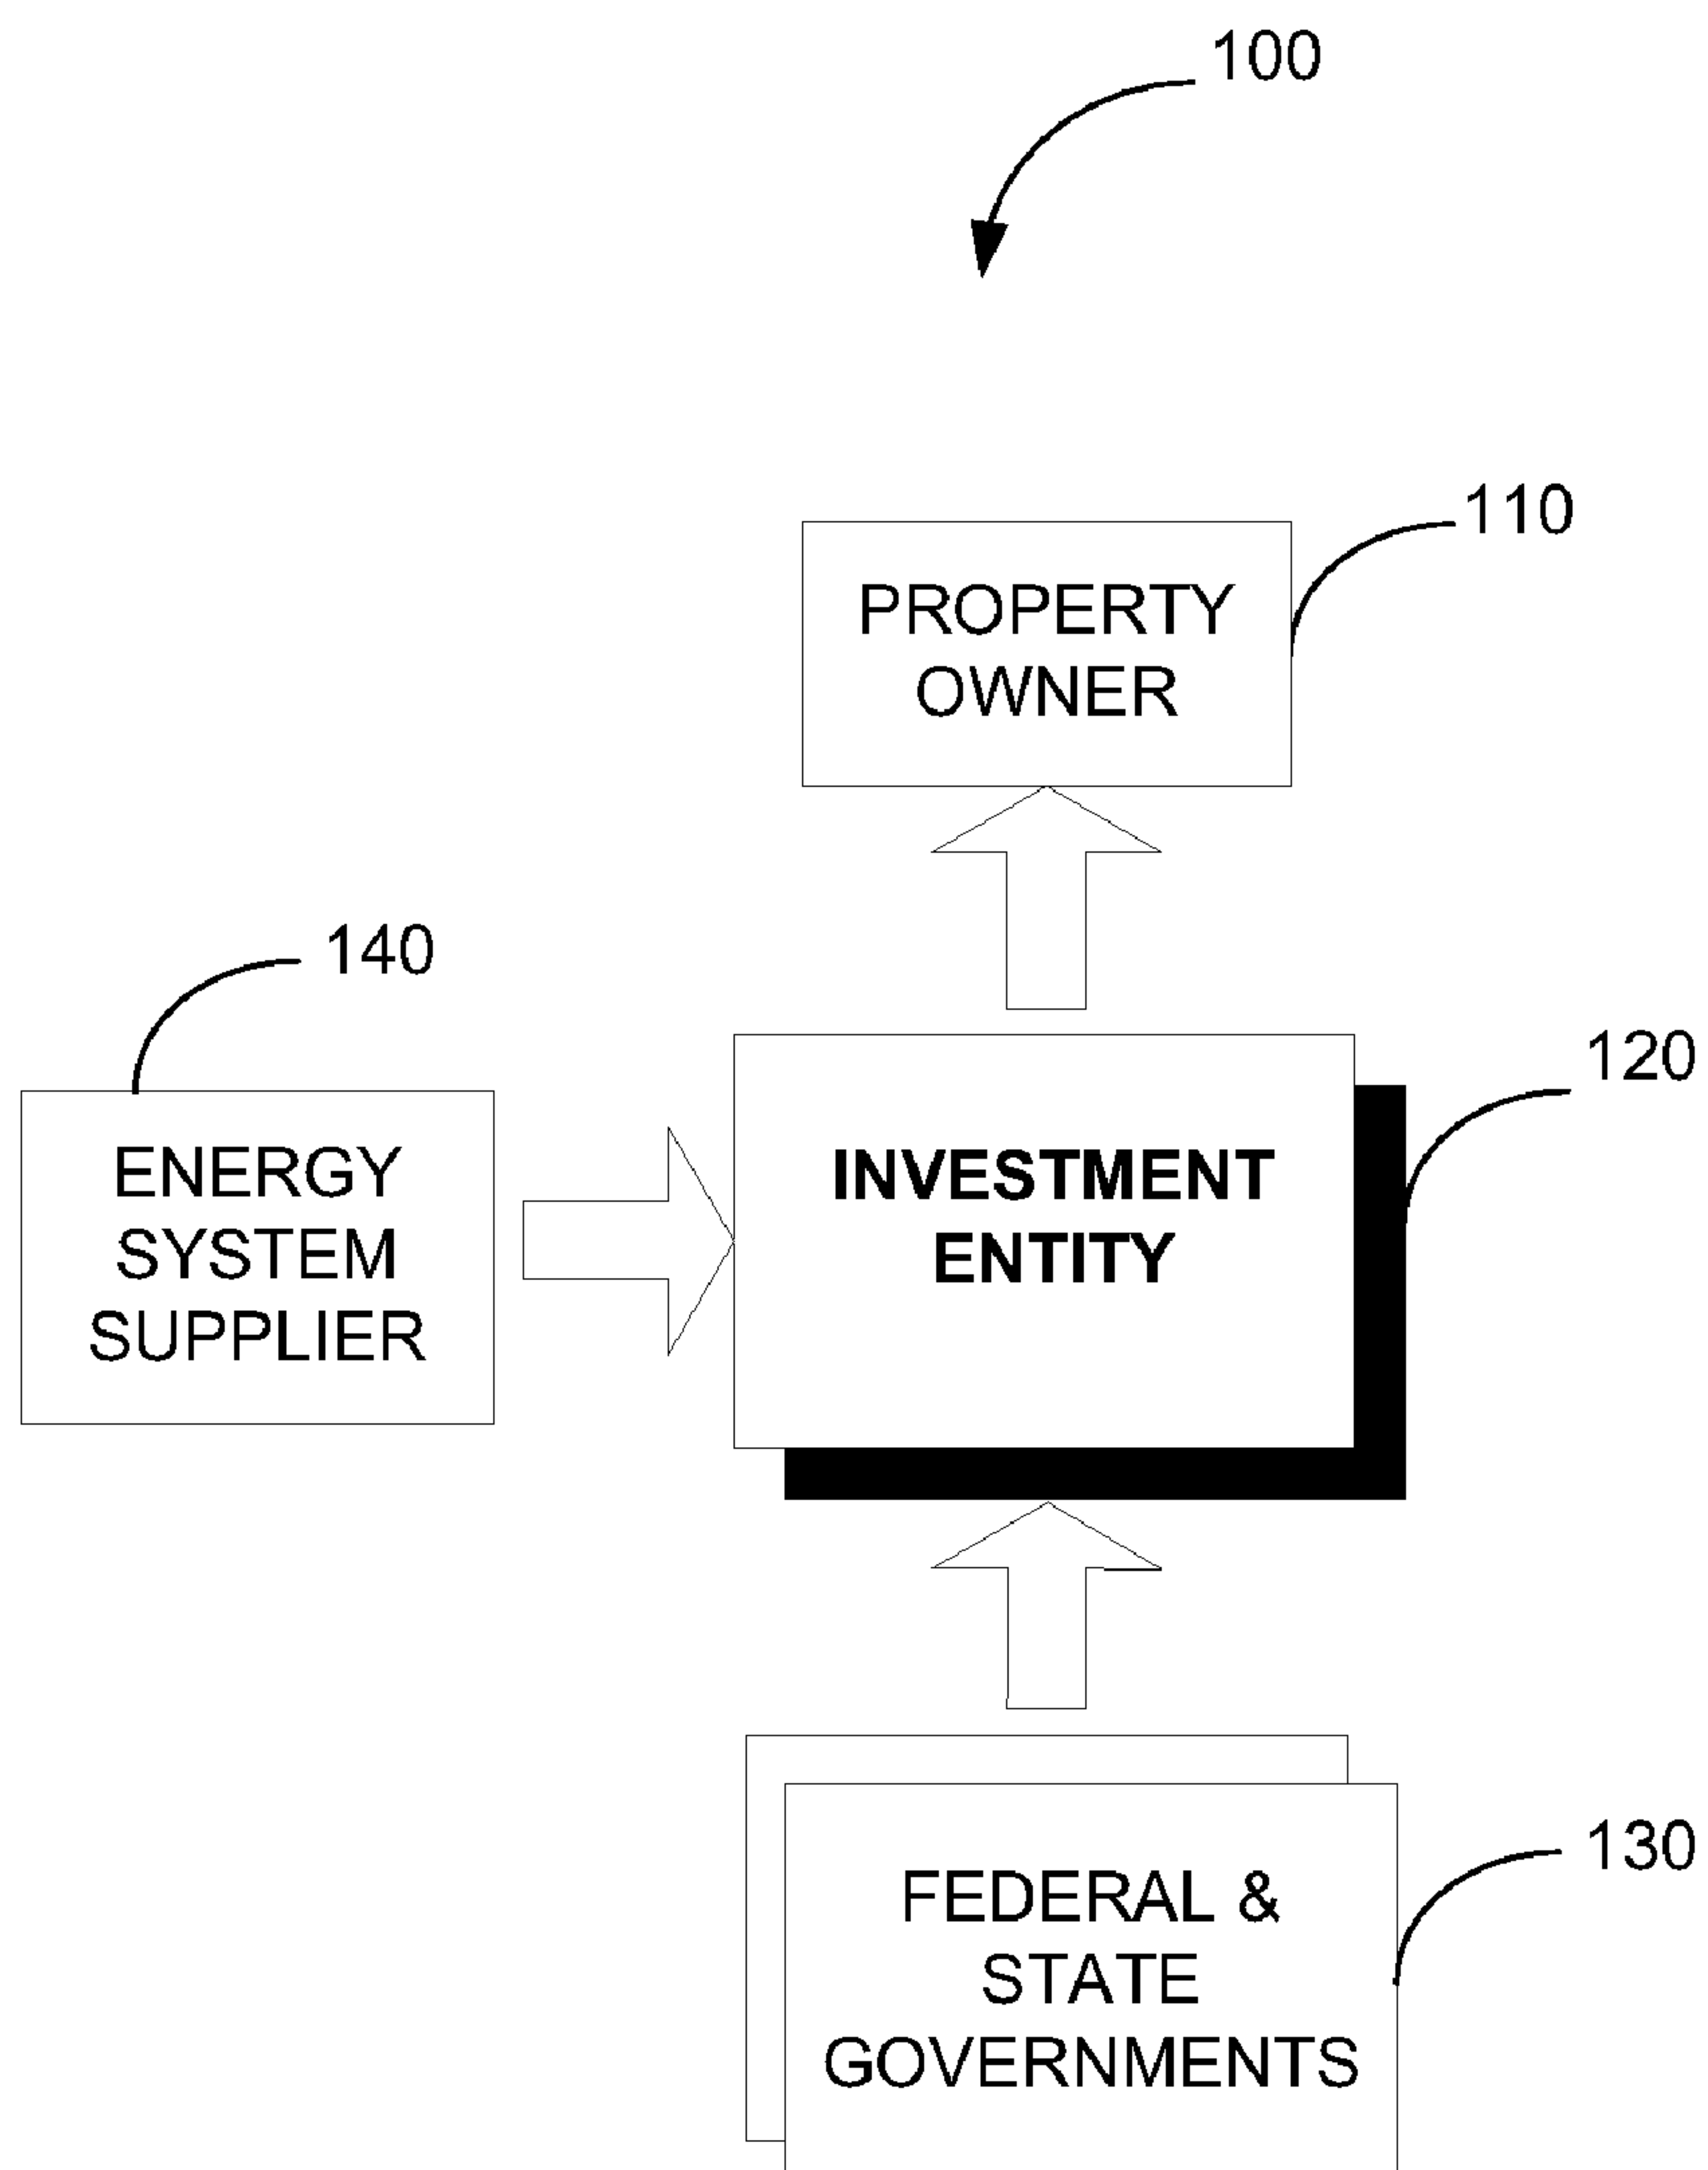 100
110
PROPERTY
OWNER
140
120
ENERGY
SYSTEM
SUPPLIER
INVESTMENT
ENTITY
130
FEDERAL &
STATE
GOVERNMENTS